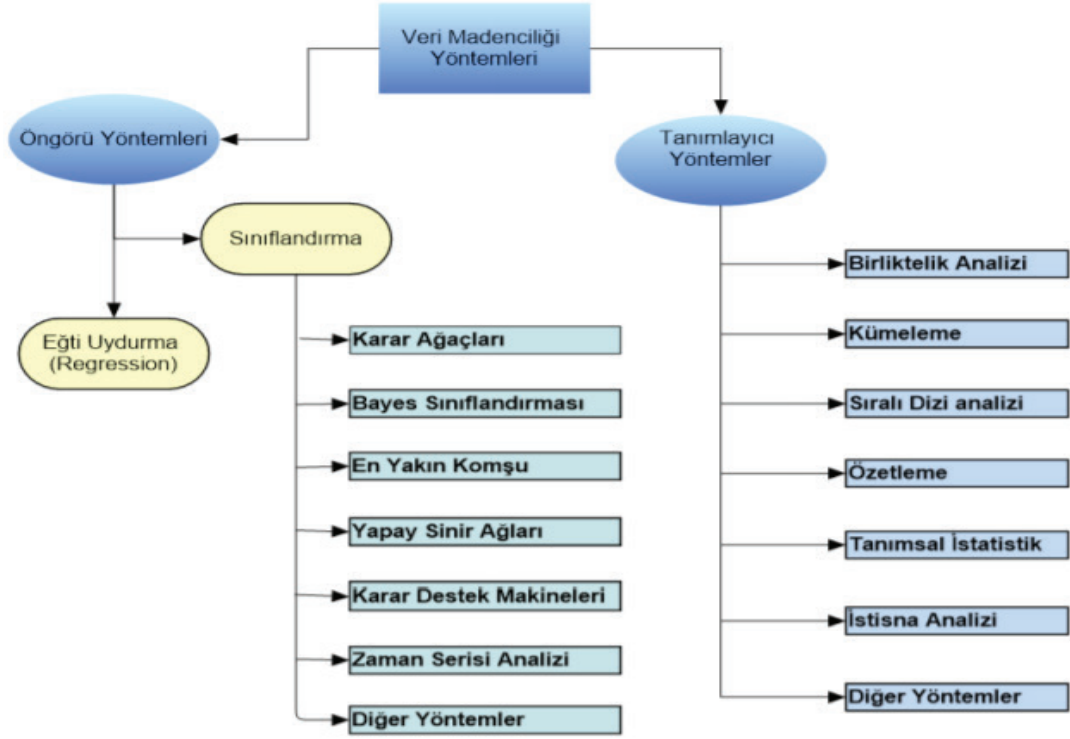 Veri Madenciliği
Yöntemleri
Öngörü Yöntemleri
Tanımlayıcı
Yöntemler
Sınıflandırma
Eğti Uydurma
(Regression)
Karar Ağaçları
Bayes Sınıflandırması
En Yakın Komşu
Yapay Sinir Ağları
Karar Destek Makineleri
Zaman Serisi Analizi
Diğer Yöntemler
Birliktelik Analizi
Kümeleme
Sıralı Dizi analizi
Özetleme
Tanımsal İstatistik
İstisna Analizi
Diğer Yöntemler